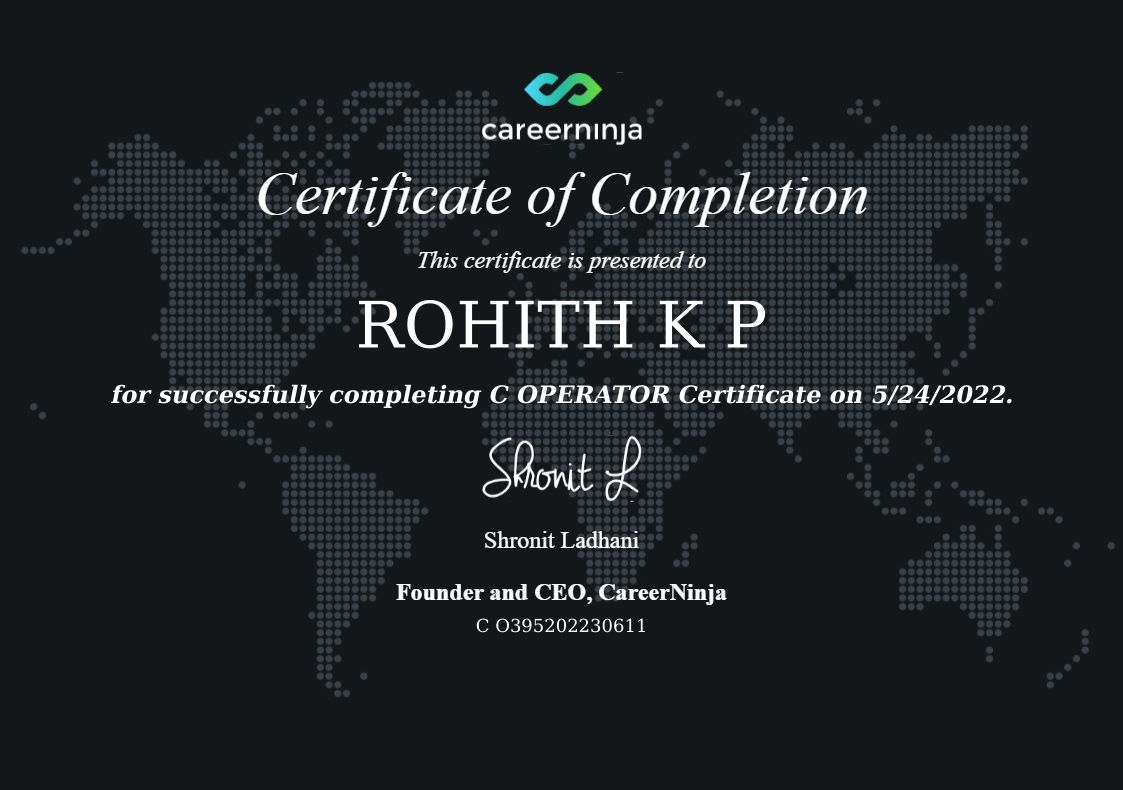 careerninja
Certificate of Completion
This certificate is presented to
ROHITH K P
for successfully completing C OPERATOR Certificate on 5/24/2022.
Shronit L
Shronit Ladhani
Founder and CEO, CareerNinja
C O395202230611